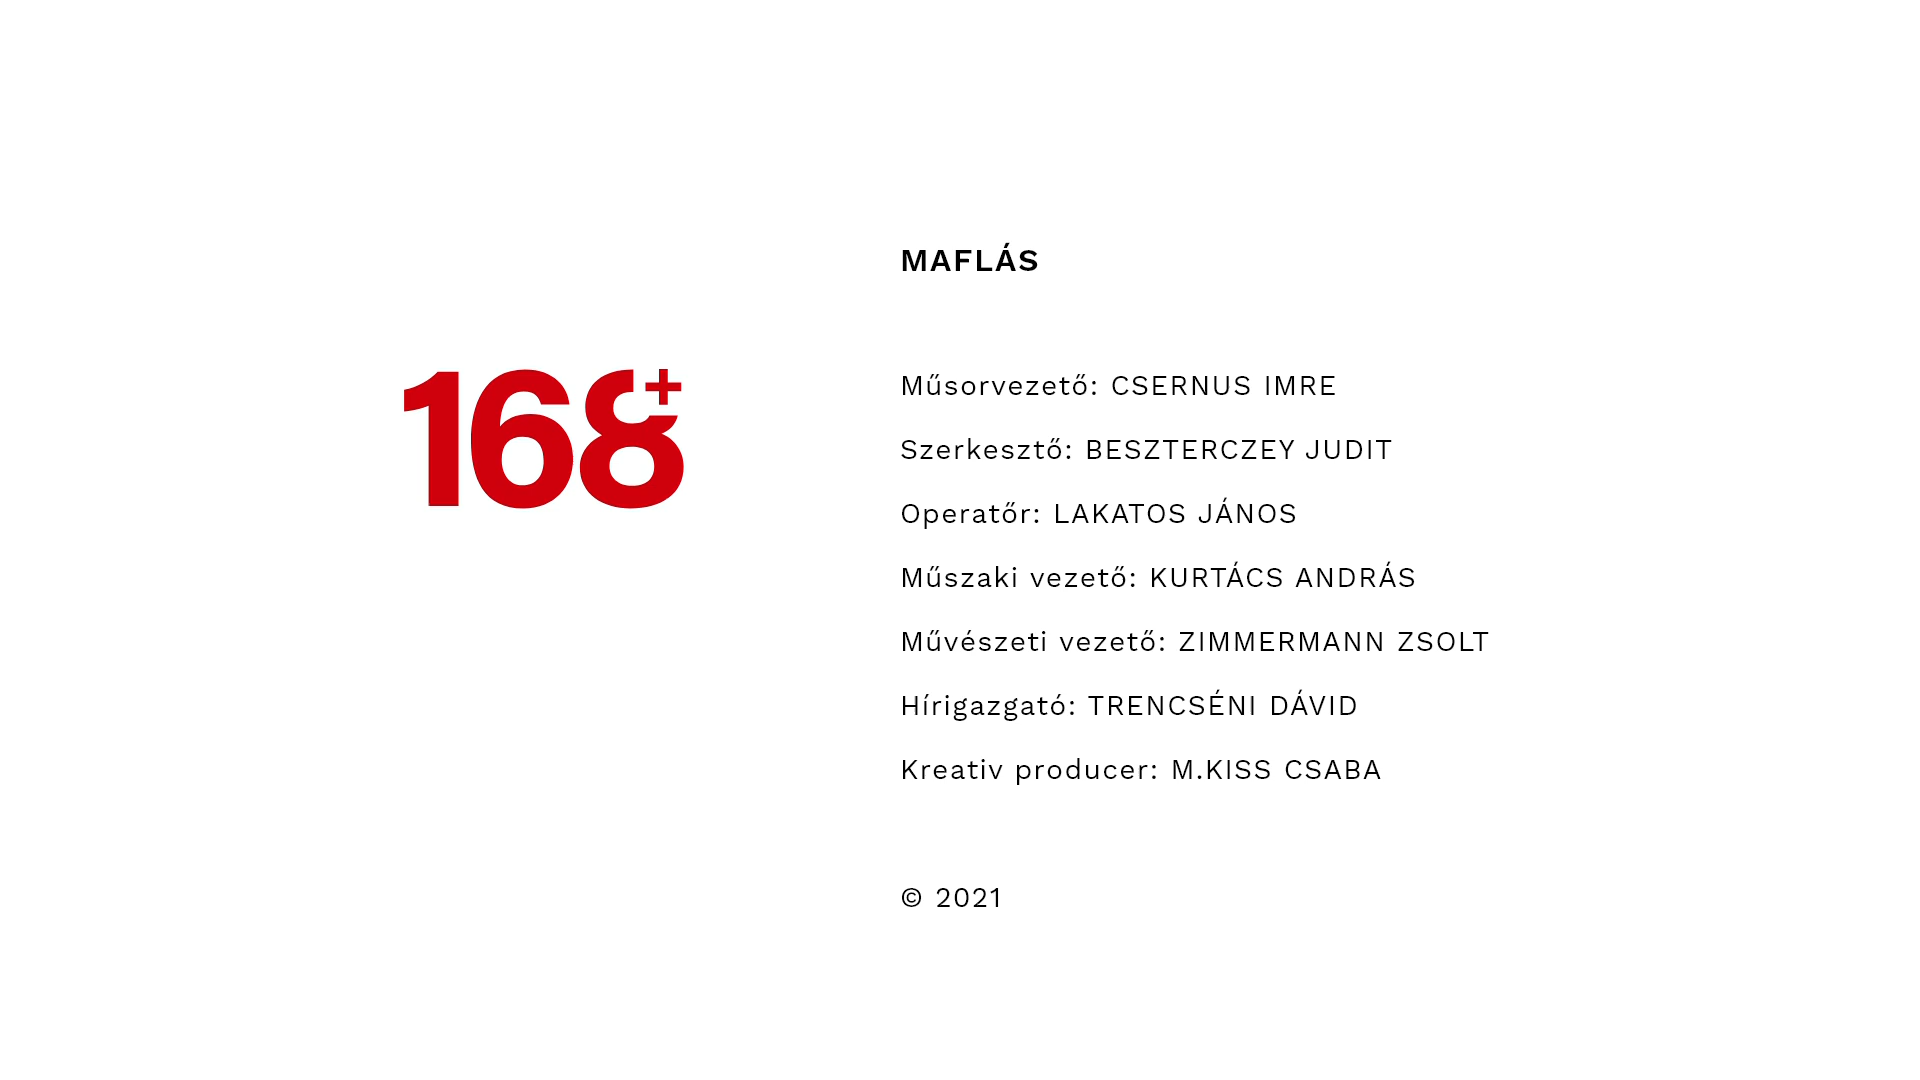 168+
MAFLÁS
Műsorvezető: CSERNUS IMRE
Szerkesztő: BESZTERCZEY JUDIT
Operatőr: LAKATOS JÁNOS
Műszaki vezető: KURTÁCS ANDRÁS
Művészeti vezető: ZIMMERMANN ZSOLT
Hírigazgató: TRENCSÉNI DÁVID
Kreativ producer: M.KISS CSABA
© 2021